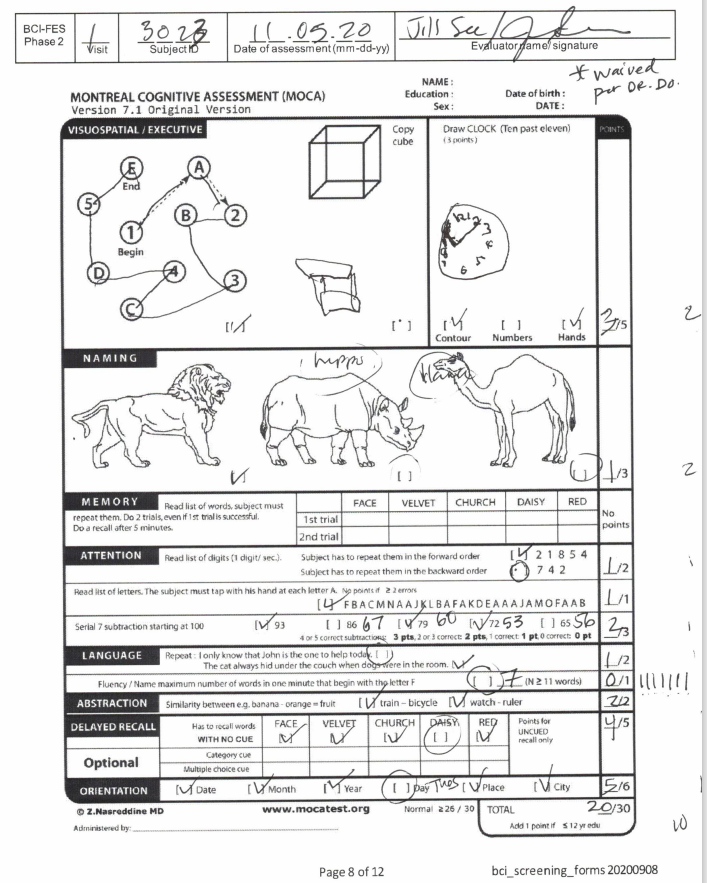 BCI-FES Phase 2
1 Visit
3023 Subject ID
11.05.20 Date of assessment (mm-dd-yy)
Jill See/ Evaluator name/ signature
* waived per DR. DO.
NAME :
Education : Date of birth :
Sex : DATE :
MONTREAL COGNITIVE ASSESSMENT (MOCA)
Version 7.1 Original Version
VISUOSPATIAL / EXECUTIVE
Copy cube
Draw CLOCK (Ten past eleven)
(3 points)
POINTS
E End
A
5
B
2
1 Begin
D
4
3
C
12 1 2 3 4 5 6
[✓] [ ] [✓] [ ] [✓]
Contour Numbers Hands
3/5
2
NAMING
hippo
llama
[✓] [ ] [ ] 1/3
2
MEMORY
Read list of words, subject must repeat them. Do 2 trials, even if 1st trial is successful. Do a recall after 5 minutes.
FACE VELVET CHURCH DAISY RED
1st trial
2nd trial
No points
ATTENTION
Read list of digits (1 digit/ sec.).
Subject has to repeat them in the forward order [✓] 2 1 8 5 4
Subject has to repeat them in the backward order [ ] 7 4 2
1/2
Read list of letters. The subject must tap with his hand at each letter A. No points if ≥ 2 errors
[✓] F B A C M N A A J K L B A F A K D E A A A J A M O F A A B
1/1
Serial 7 subtraction starting at 100 [✓] 93 [ ] 86 67 [✓] 79 60 [✓] 72 53 [ ] 65 56
4 or 5 correct subtractions: 3 pts, 2 or 3 correct: 2 pts, 1 correct: 1 pt, 0 correct: 0 pt
2/3
LANGUAGE
Repeat : I only know that John is the one to help today. [ ]
The cat always hid under the couch when dogs were in the room. [✓]
1/2
Fluency / Name maximum number of words in one minute that begin with the letter F [ ] 7 (N ≥ 11 words)
0/1
ABSTRACTION
Similarity between e.g. banana - orange = fruit [✓] train – bicycle [✓] watch - ruler
2/2
DELAYED RECALL
Has to recall words WITH NO CUE
FACE [✓] VELVET [✓] CHURCH [✓] DAISY [ ] RED [✓]
Points for UNCUED recall only
4/5
Optional
Category cue
Multiple choice cue
ORIENTATION
[✓] Date [✓] Month [✓] Year [ ] Day Thos [✓] Place [✓] City
5/6
© Z.Nasreddine MD
www.mocatest.org
Normal ≥ 26 / 30
TOTAL 20/30
Add 1 point if ≤ 12 yr edu
Administered by:
10
Page 8 of 12
bci_screening_forms 20200908